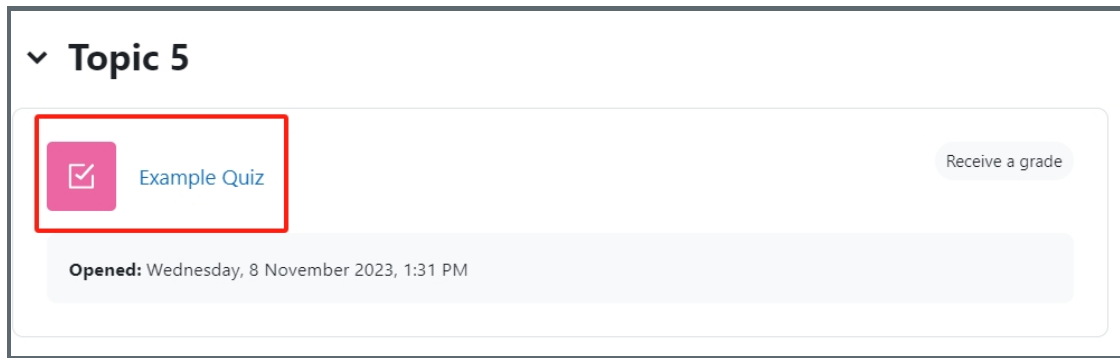 Topic 5
Example Quiz
Receive a grade
Opened: Wednesday, 8 November 2023, 1:31 PM